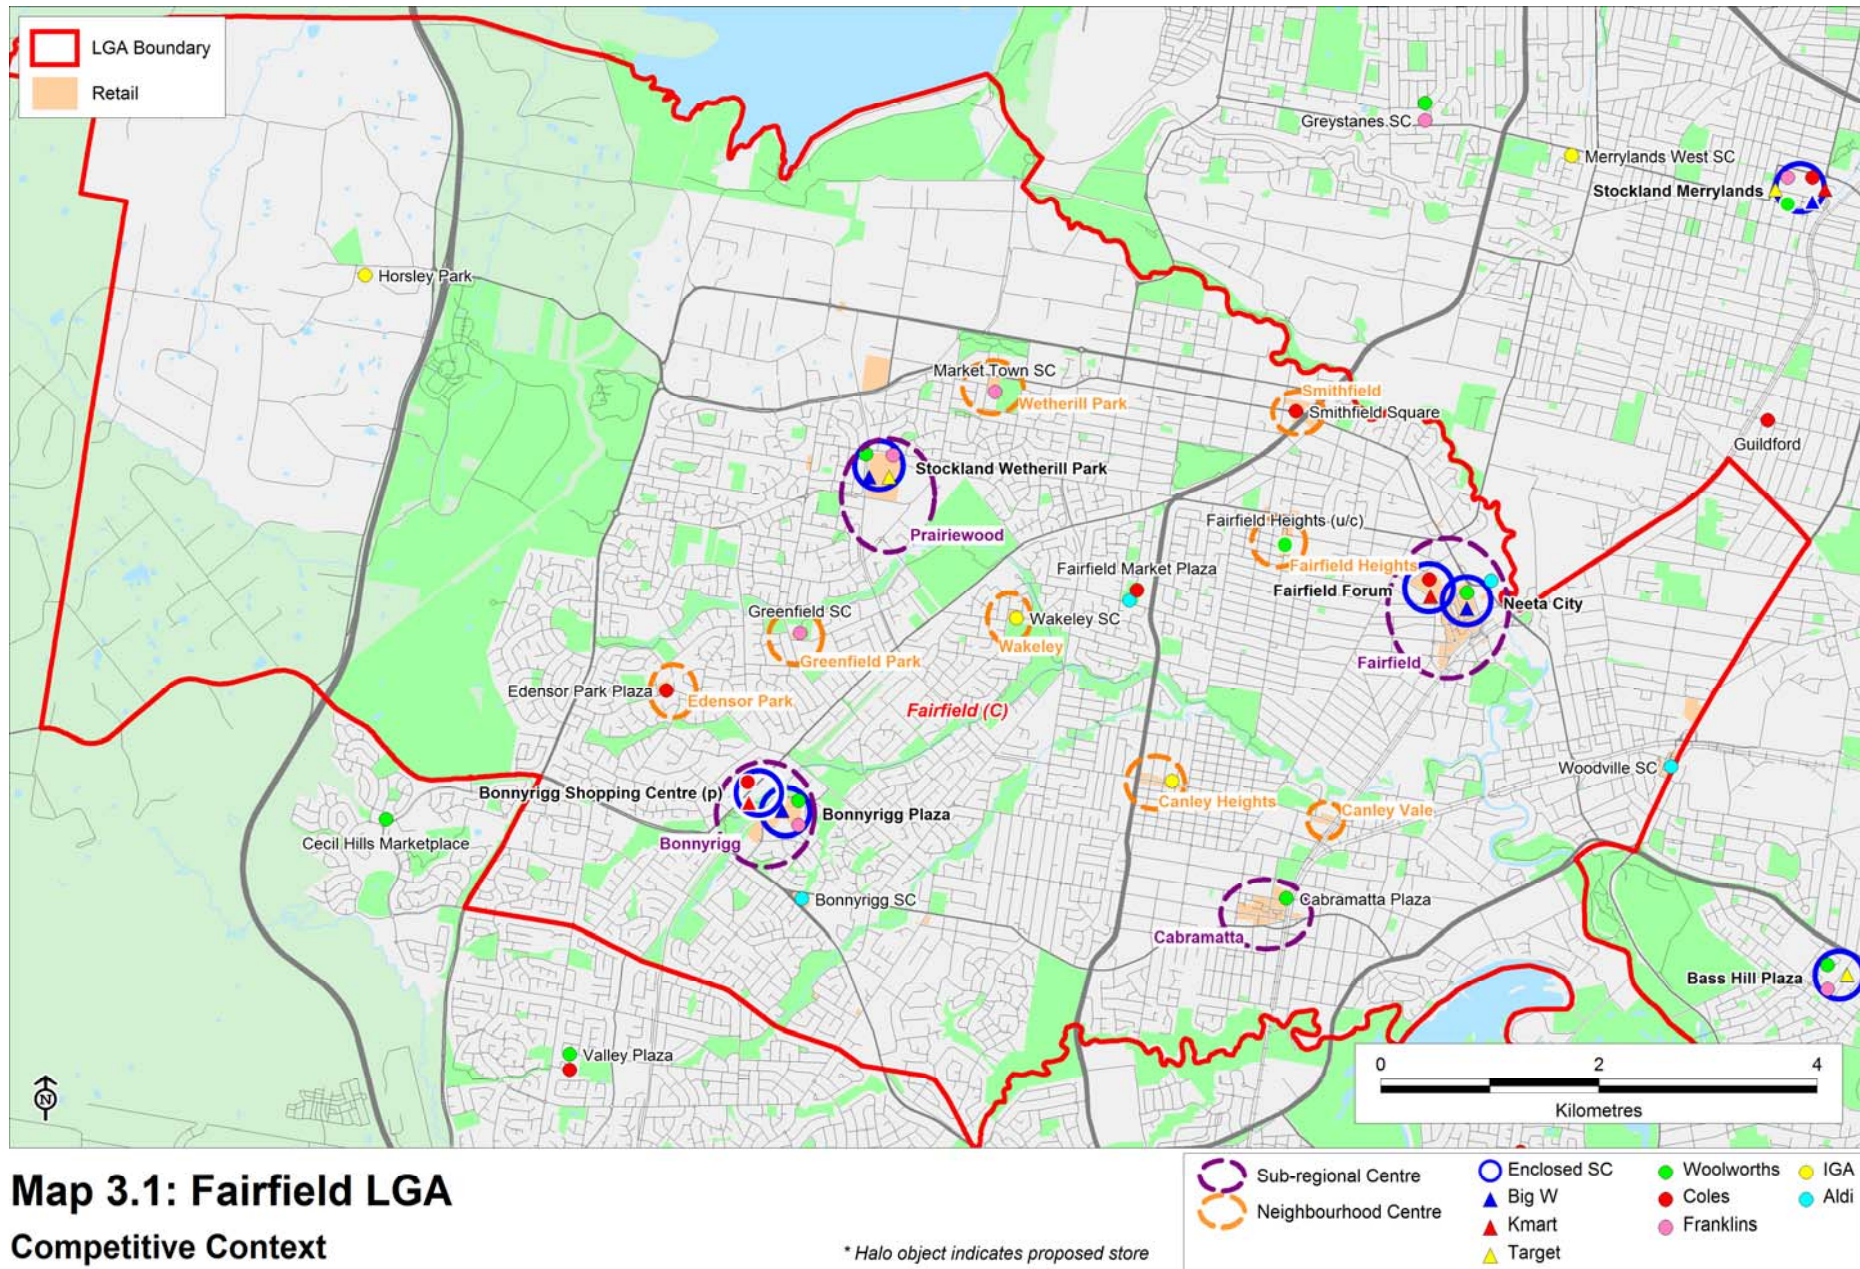 LGA Boundary
Retail
Greystanes SC
Merrylands West SC
Stockland Merrylands
Horsley Park
Market Town SC
Wetherill Park
Smithfield
Smithfield Square
Guildford
Stockland Wetherill Park
Prairiewood
Fairfield Heights (u/c)
Fairfield Heights
Fairfield Market Plaza
Fairfield Forum
Neeta City
Greenfield SC
Wakeley SC
Wakeley
Greenfield Park
Fairfield
Edensor Park Plaza
Edensor Park
Fairfield (C)
Woodville SC
Bonnyrigg Shopping Centre (p)
Canley Heights
Canley Vale
Bonnyrigg Plaza
Cecil Hills Marketplace
Bonnyrigg
Bonnyrigg SC
Cabramatta Plaza
Cabramatta
Bass Hill Plaza
Valley Plaza
0 2 4
Kilometres
N
Map 3.1: Fairfield LGA
Competitive Context
* Halo object indicates proposed store
Sub-regional Centre
Neighbourhood Centre
Enclosed SC
Big W
Kmart
Target
Woolworths
Coles
Franklins
IGA
Aldi